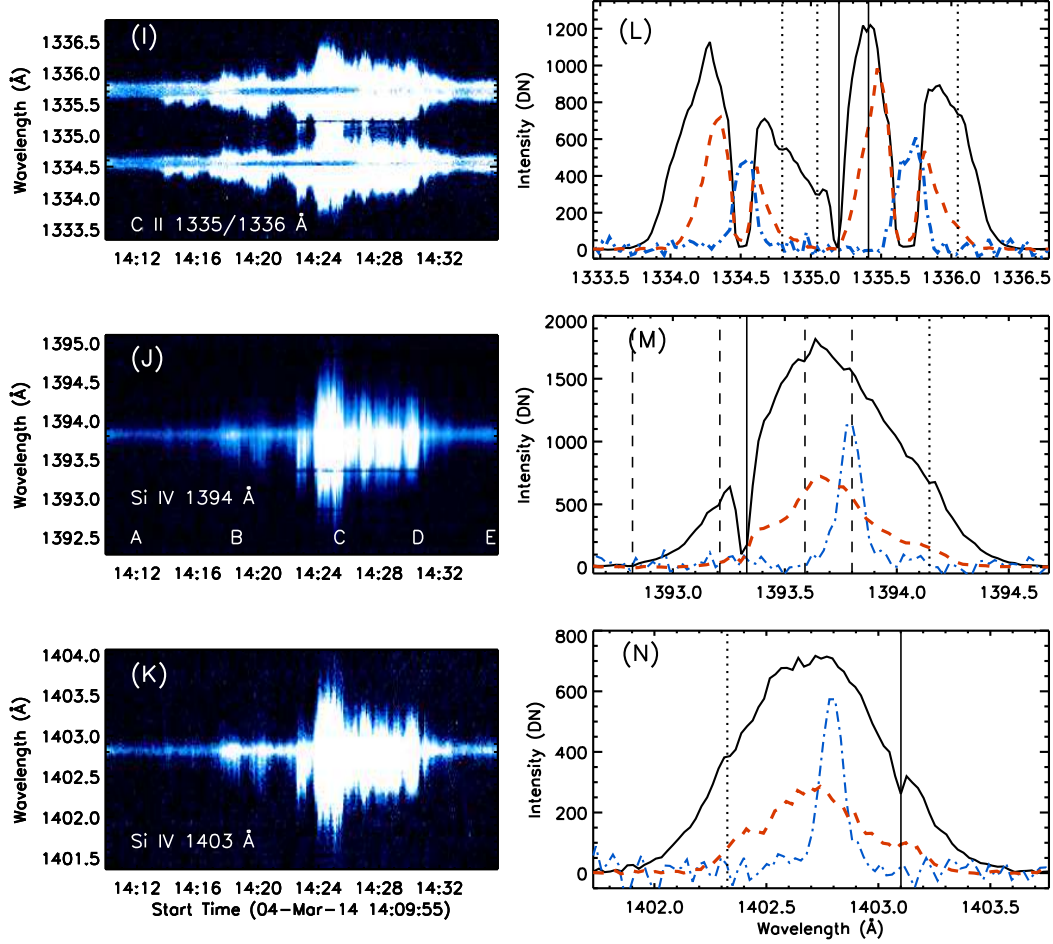 (I)
1336.5
1336.0
1335.5
1335.0
1334.5
1334.0
1333.5
Wavelength (Å)
C II 1335/1336 Å
14:12 14:16 14:20 14:24 14:28 14:32
(L)
1200
1000
800
600
400
200
0
Intensity (DN)
1333.5 1334.0 1334.5 1335.0 1335.5 1336.0 1336.5
(J)
1395.0
1394.5
1394.0
1393.5
1393.0
1392.5
Wavelength (Å)
Si IV 1394 Å
A B C D E
14:12 14:16 14:20 14:24 14:28 14:32
(M)
2000
1500
1000
500
0
Intensity (DN)
1393.0 1393.5 1394.0 1394.5
(K)
1404.0
1403.5
1403.0
1402.5
1402.0
1401.5
Wavelength (Å)
Si IV 1403 Å
14:12 14:16 14:20 14:24 14:28 14:32
Start Time (04-Mar-14 14:09:55)
(N)
800
600
400
200
0
Intensity (DN)
1402.0 1402.5 1403.0 1403.5
Wavelength (Å)